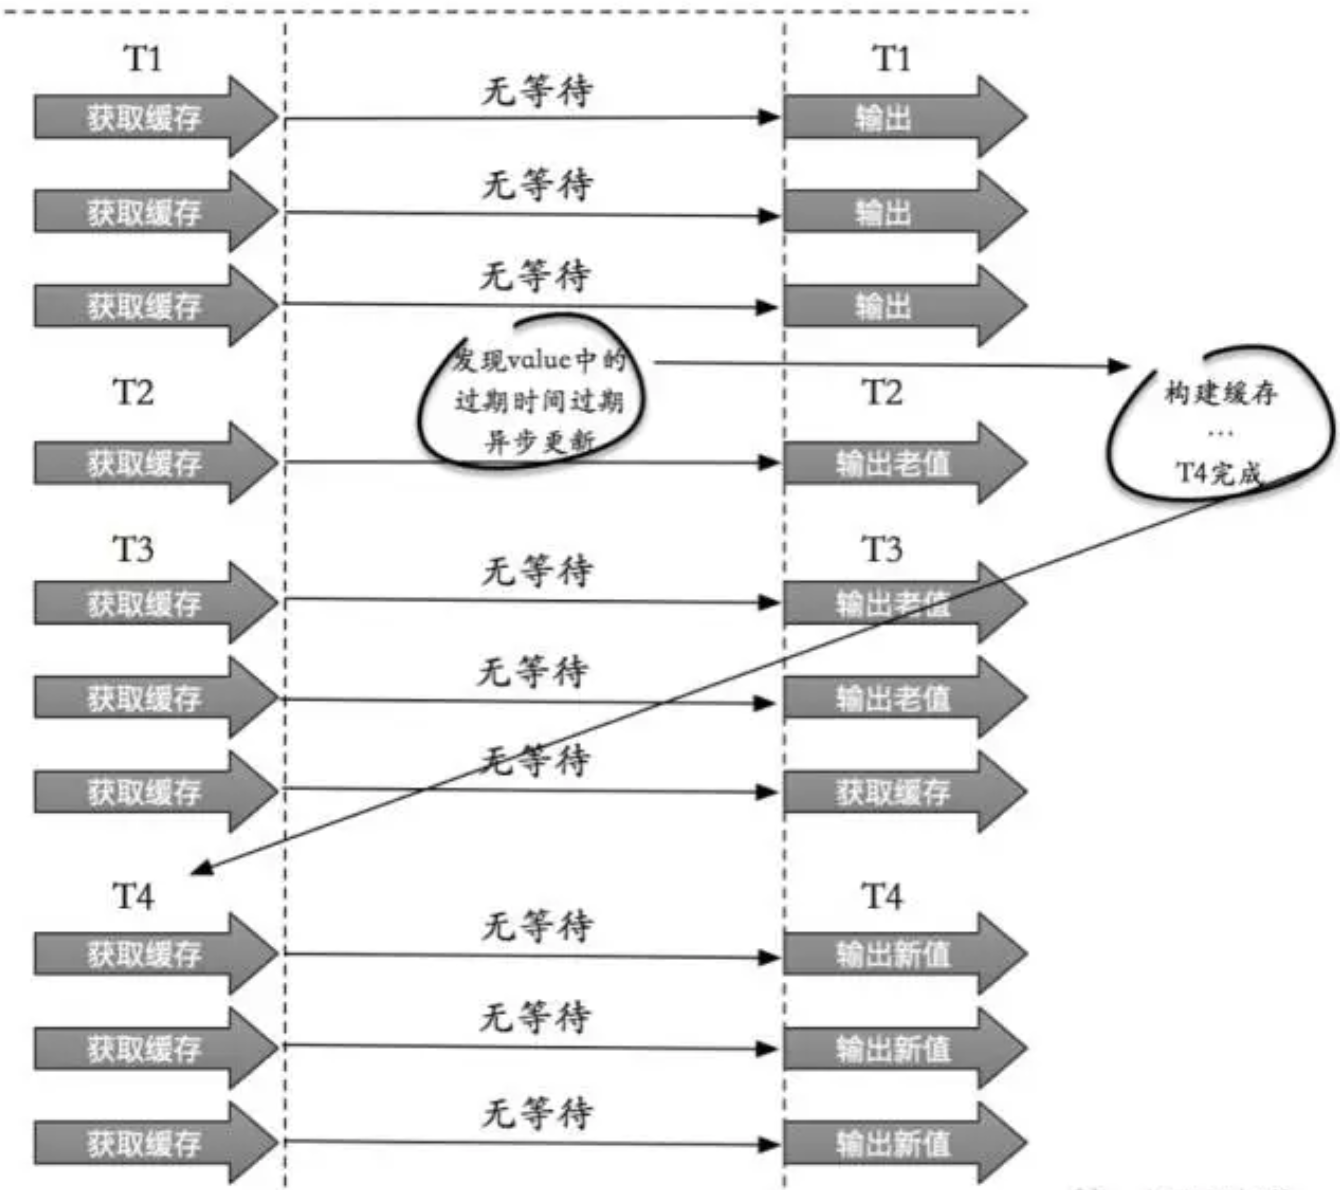 T1
T1
获取缓存
无等待
输出
获取缓存
无等待
输出
获取缓存
无等待
输出
发现value中的
过期时间过期
异步更新
构建缓存
...
T4完成
T2
T2
获取缓存
输出老值
T3
T3
获取缓存
无等待
输出老值
获取缓存
无等待
输出老值
获取缓存
无等待
获取缓存
T4
T4
获取缓存
无等待
输出新值
获取缓存
无等待
输出新值
获取缓存
无等待
输出新值